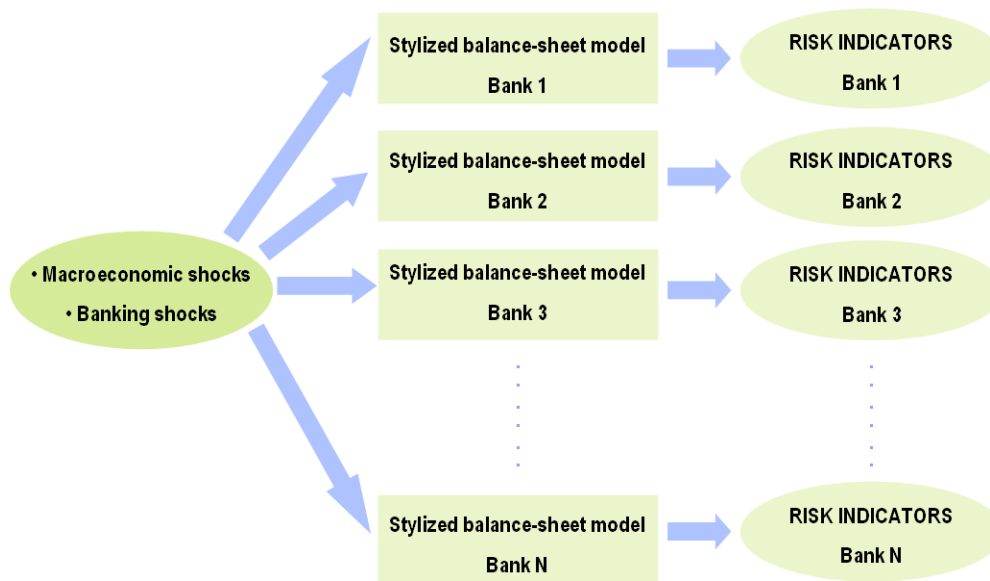 Stylized balance-sheet model
Bank 1
RISK INDICATORS
Bank 1
Stylized balance-sheet model
Bank 2
RISK INDICATORS
Bank 2
• Macroeconomic shocks
• Banking shocks
Stylized balance-sheet model
Bank 3
RISK INDICATORS
Bank 3
Stylized balance-sheet model
Bank N
RISK INDICATORS
Bank N